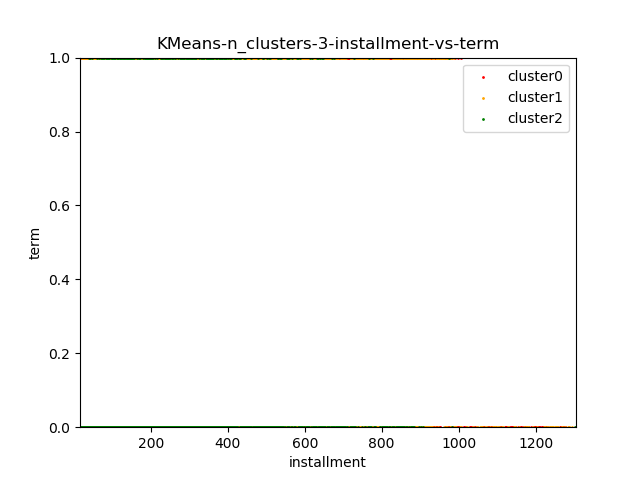 KMeans-n_clusters-3-installment-vs-term
1.0
0.8
0.6
0.4
0.2
0.0
term
cluster0
cluster1
cluster2
200
400
600
800
1000
1200
installment